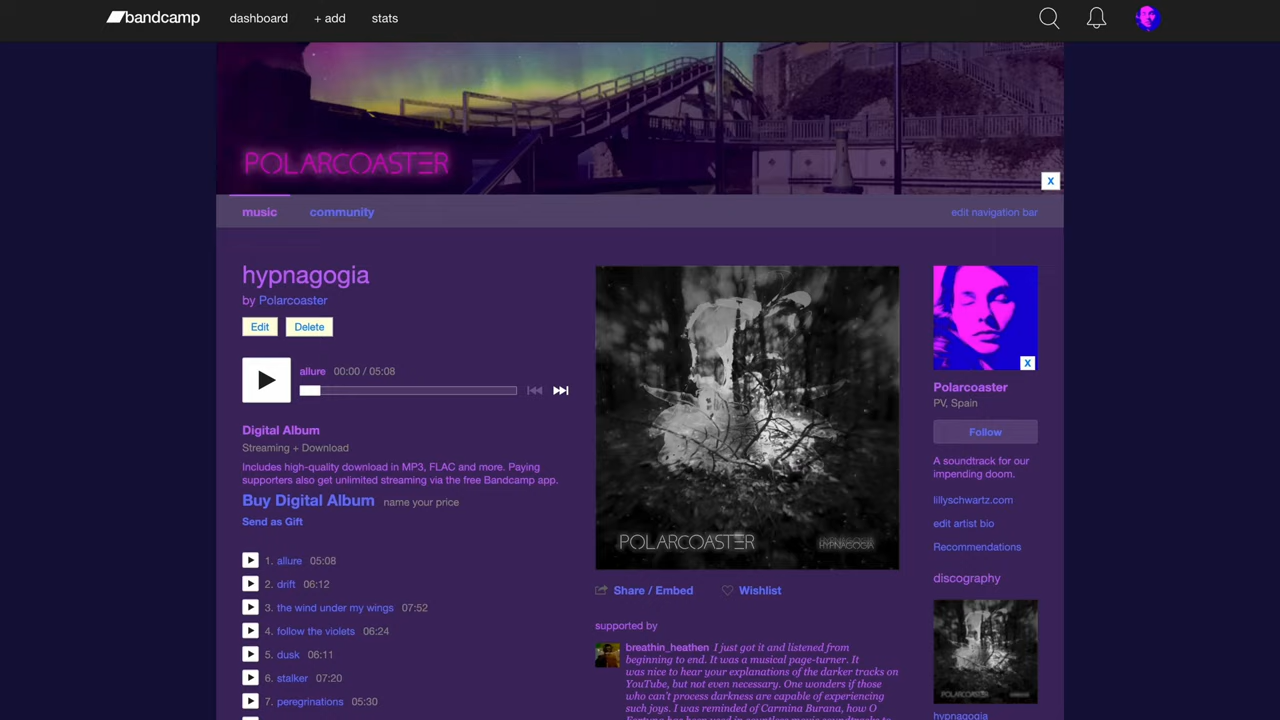 bandcamp
dashboard
+ add
stats
POLARCOASTER
X
music
community
edit navigation bar
hypnagogia
by Polarcoaster
Edit
Delete
allure 00:00 / 05:08
Digital Album
Streaming + Download
Includes high-quality download in MP3, FLAC and more. Paying
supporters also get unlimited streaming via the free Bandcamp app.
Buy Digital Album name your price
Send as Gift
1. allure 05:08
2. drift 06:12
3. the wind under my wings 07:52
4. follow the violets 06:24
5. dusk 06:11
6. stalker 07:20
7. peregrinations 05:30
POLARCOASTER
HYPNAGOGIA
Share / Embed
Wishlist
supported by
breathin_heathen I just got it and listened from
beginning to end. It was a musical page-turner. It
was nice to hear your explanations of the darker tracks on
YouTube, but not even necessary. One wonders if those
who can't process darkness are capable of experiencing
such joys. I was reminded of Carmina Burana, how O
X
Polarcoaster
PV, Spain
Follow
A soundtrack for our
impending doom.
lillyschwartz.com
edit artist bio
Recommendations
discography
POLARCOASTER
hypnagogia